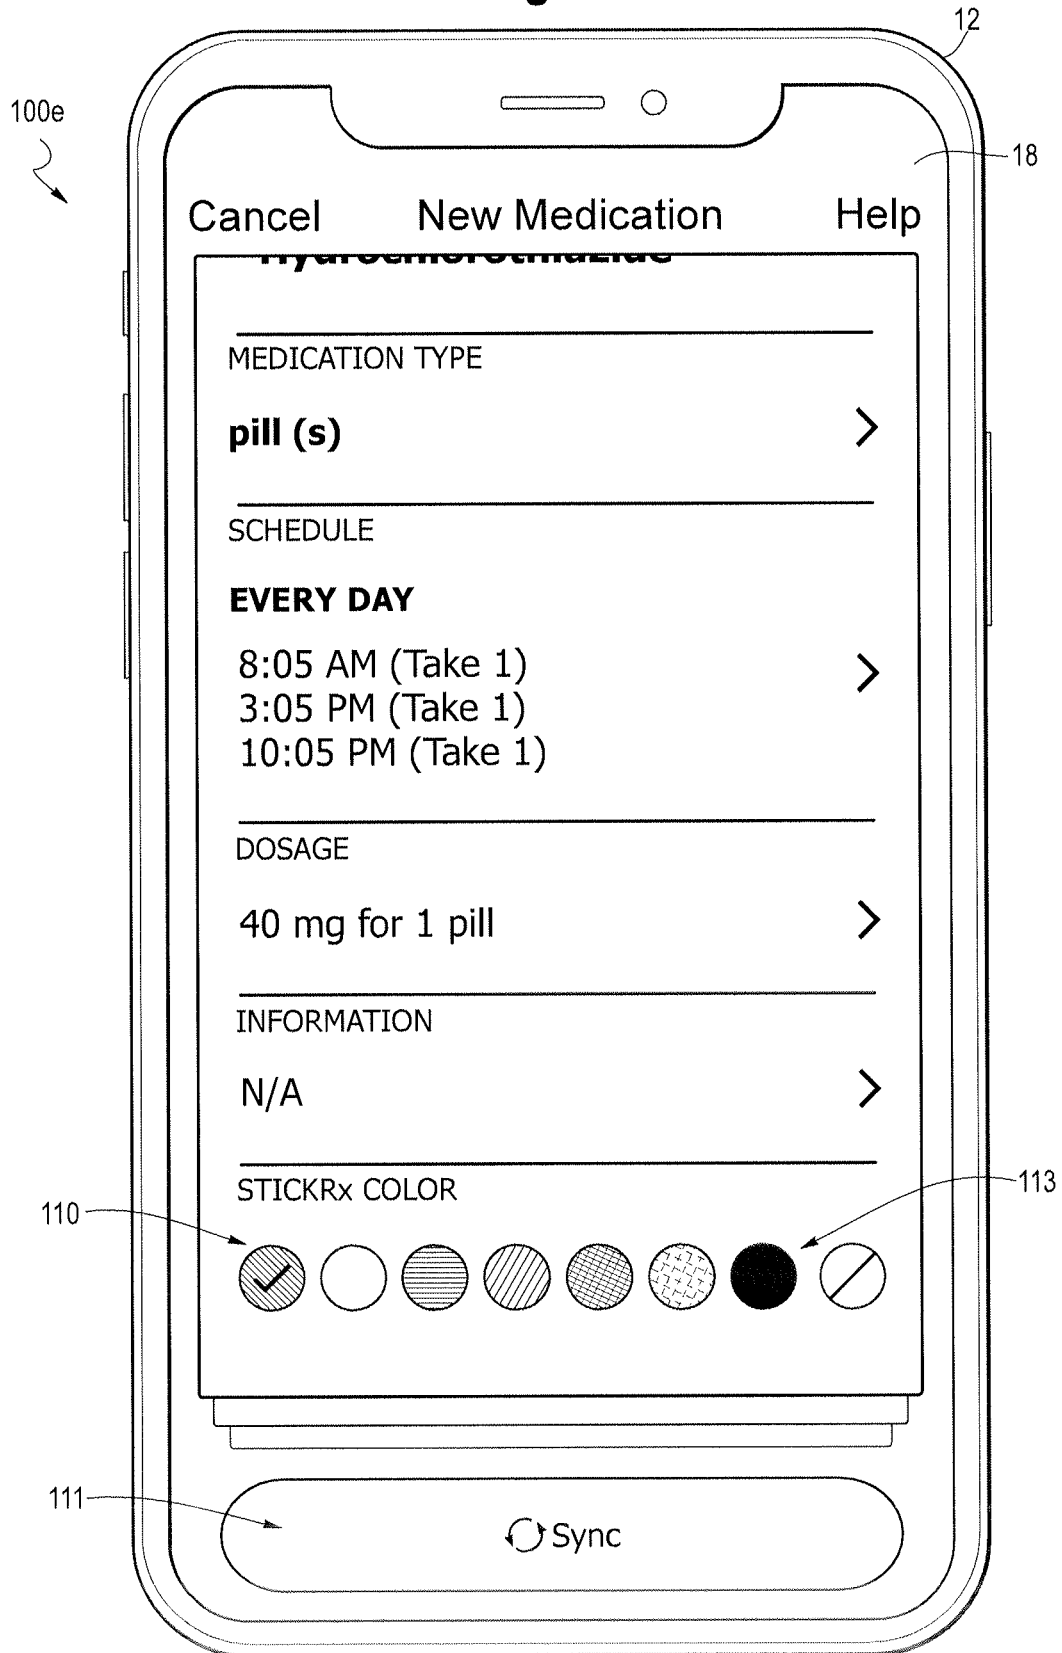 12
100e
18
Cancel New Medication Help
Hydrochlorothiazide
MEDICATION TYPE
pill (s)
SCHEDULE
EVERY DAY
8:05 AM (Take 1)
3:05 PM (Take 1)
10:05 PM (Take 1)
DOSAGE
40 mg for 1 pill
INFORMATION
N/A
STICKRx COLOR
113
110
111
Sync